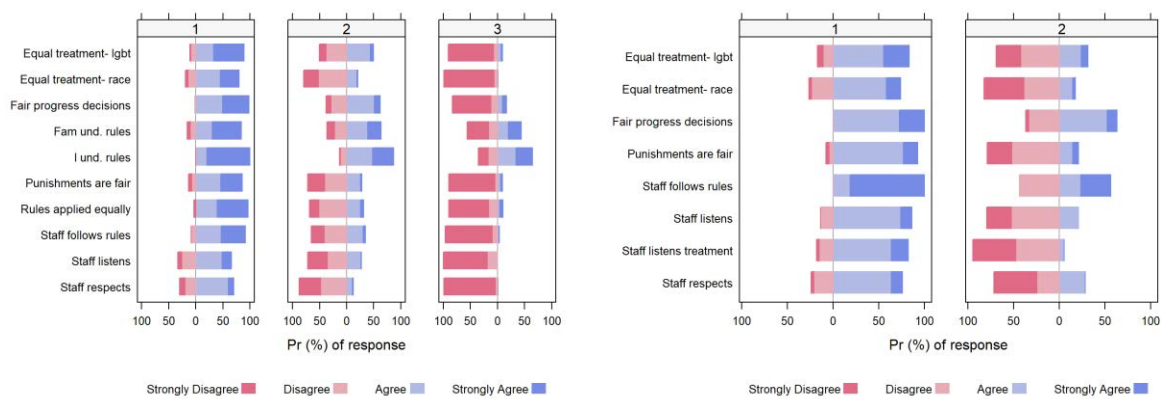 1 2 3
Equal treatment- lgbt
Equal treatment- race
Fair progress decisions
Fam und. rules
I und. rules
Punishments are fair
Rules applied equally
Staff follows rules
Staff listens
Staff respects
100 50 0 50 100 100 50 0 50 100 100 50 0 50 100
Pr (%) of response
Strongly Disagree Disagree Agree Strongly Agree
1 2
Equal treatment- lgbt
Equal treatment- race
Fair progress decisions
Punishments are fair
Staff follows rules
Staff listens
Staff listens treatment
Staff respects
100 50 0 50 100 100 50 0 50 100
Pr (%) of response
Strongly Disagree Disagree Agree Strongly Agree